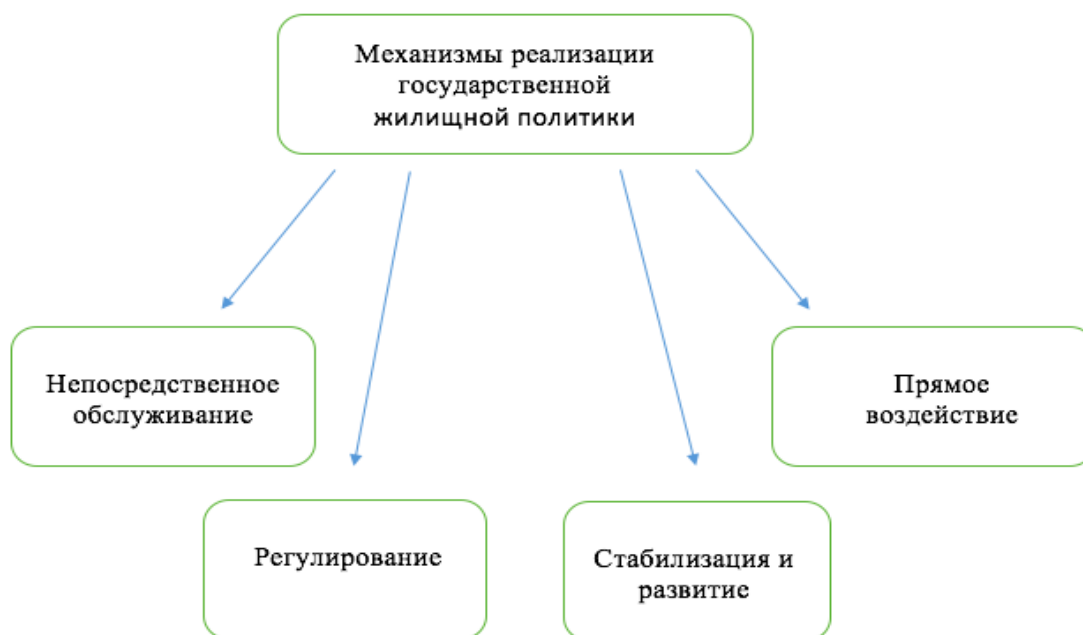 Механизмы реализации
государственной
жилищной политики
Непосредственное
обслуживание
Прямое
воздействие
Регулирование
Стабилизация и
развитие